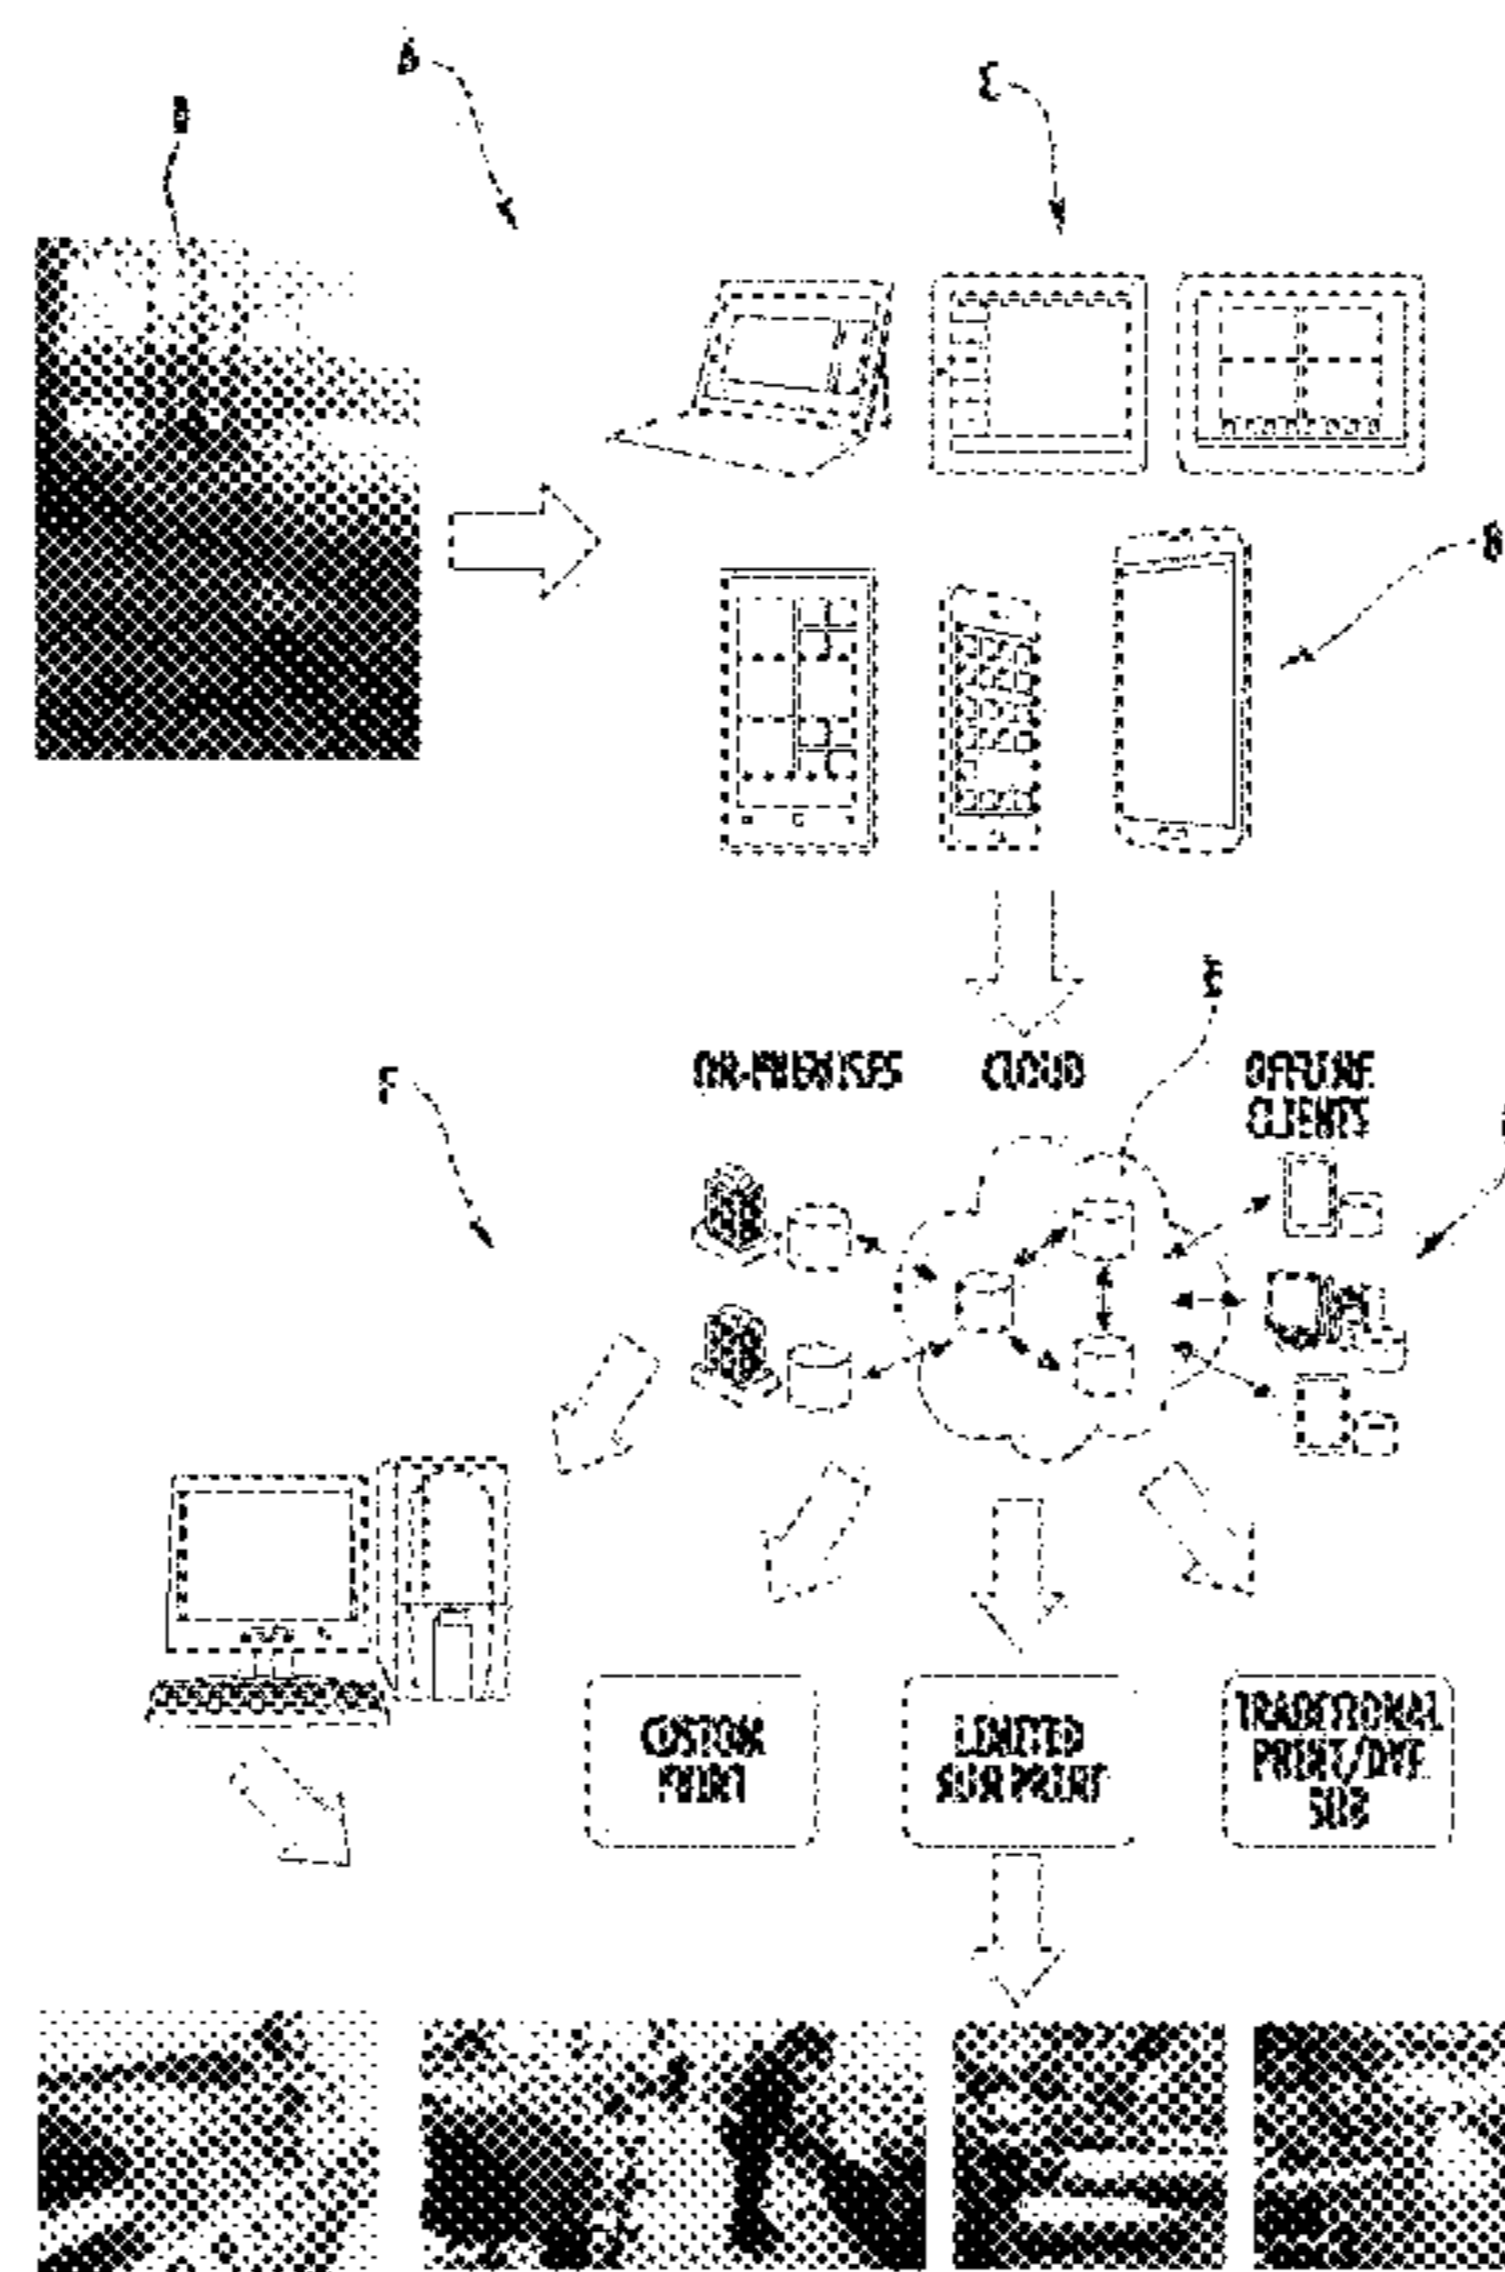 A
C
E
F
ON-PREMISES
CLOUD
OFFLINE
CLIENTS
CUSTOM
PRINT
LIMITED
SUB PRINT
TRADITIONAL
PRINT/DYE
SUB